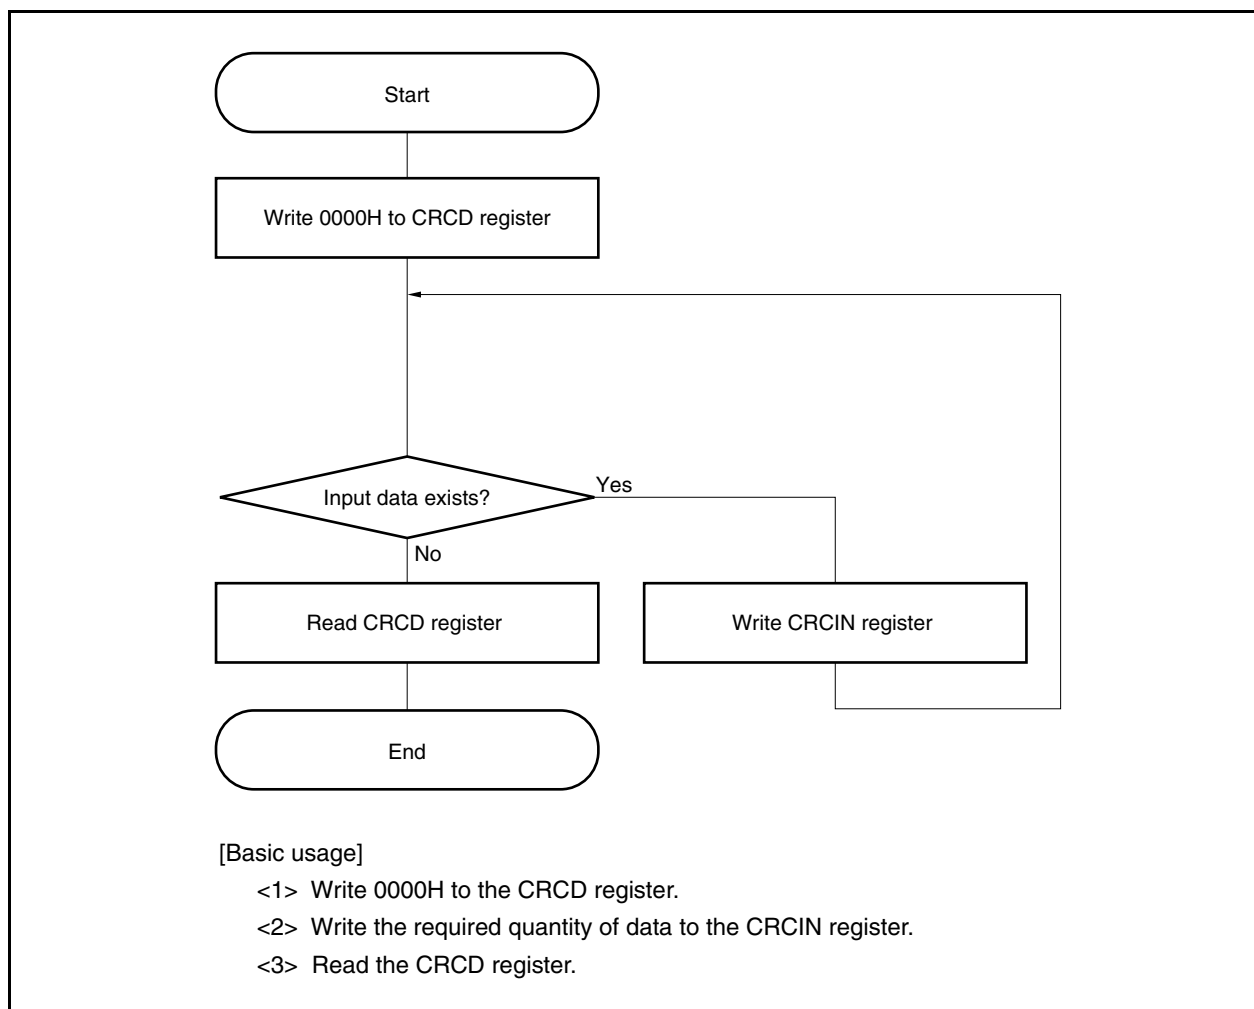 Start
Write 0000H to CRCD register
Input data exists?
Yes
No
Read CRCD register
Write CRCIN register
End
[Basic usage]
<1> Write 0000H to the CRCD register.
<2> Write the required quantity of data to the CRCIN register.
<3> Read the CRCD register.